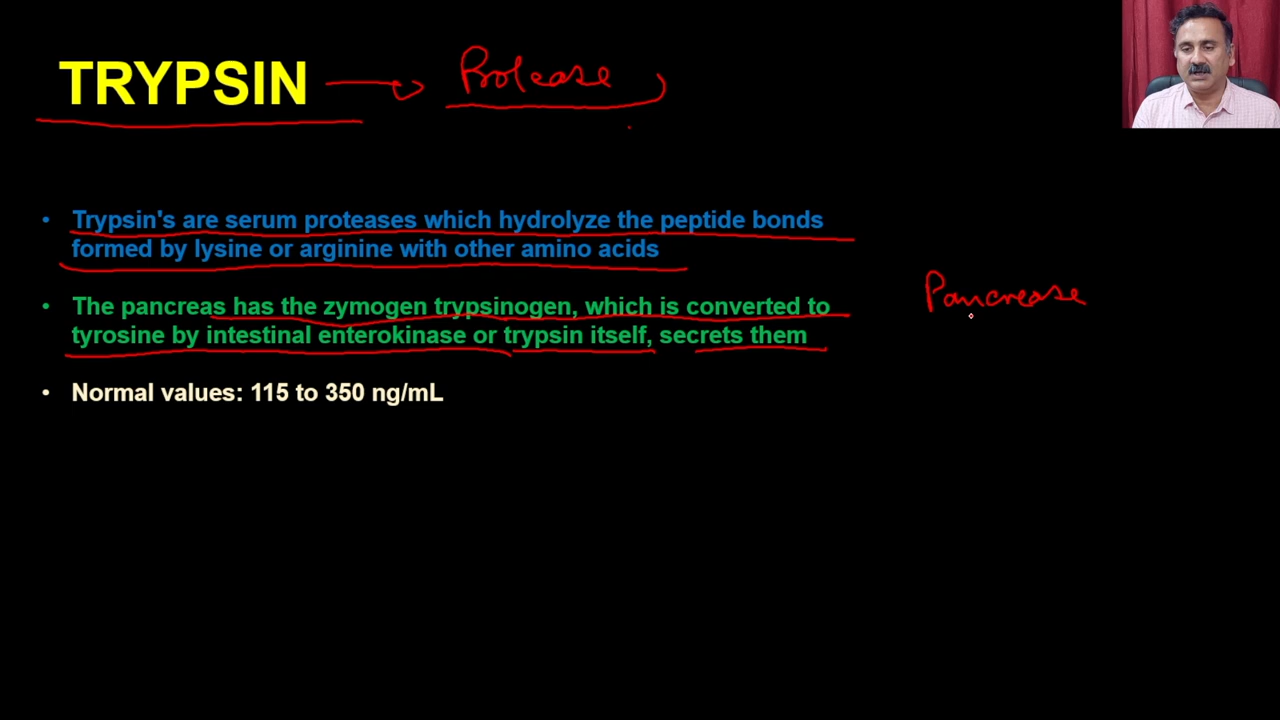 TRYPSIN Protease
• Trypsin's are serum proteases which hydrolyze the peptide bonds
formed by lysine or arginine with other amino acids
• The pancreas has the zymogen trypsinogen, which is converted to
tyrosine by intestinal enterokinase or trypsin itself, secrets them
Pancrease
• Normal values: 115 to 350 ng/mL